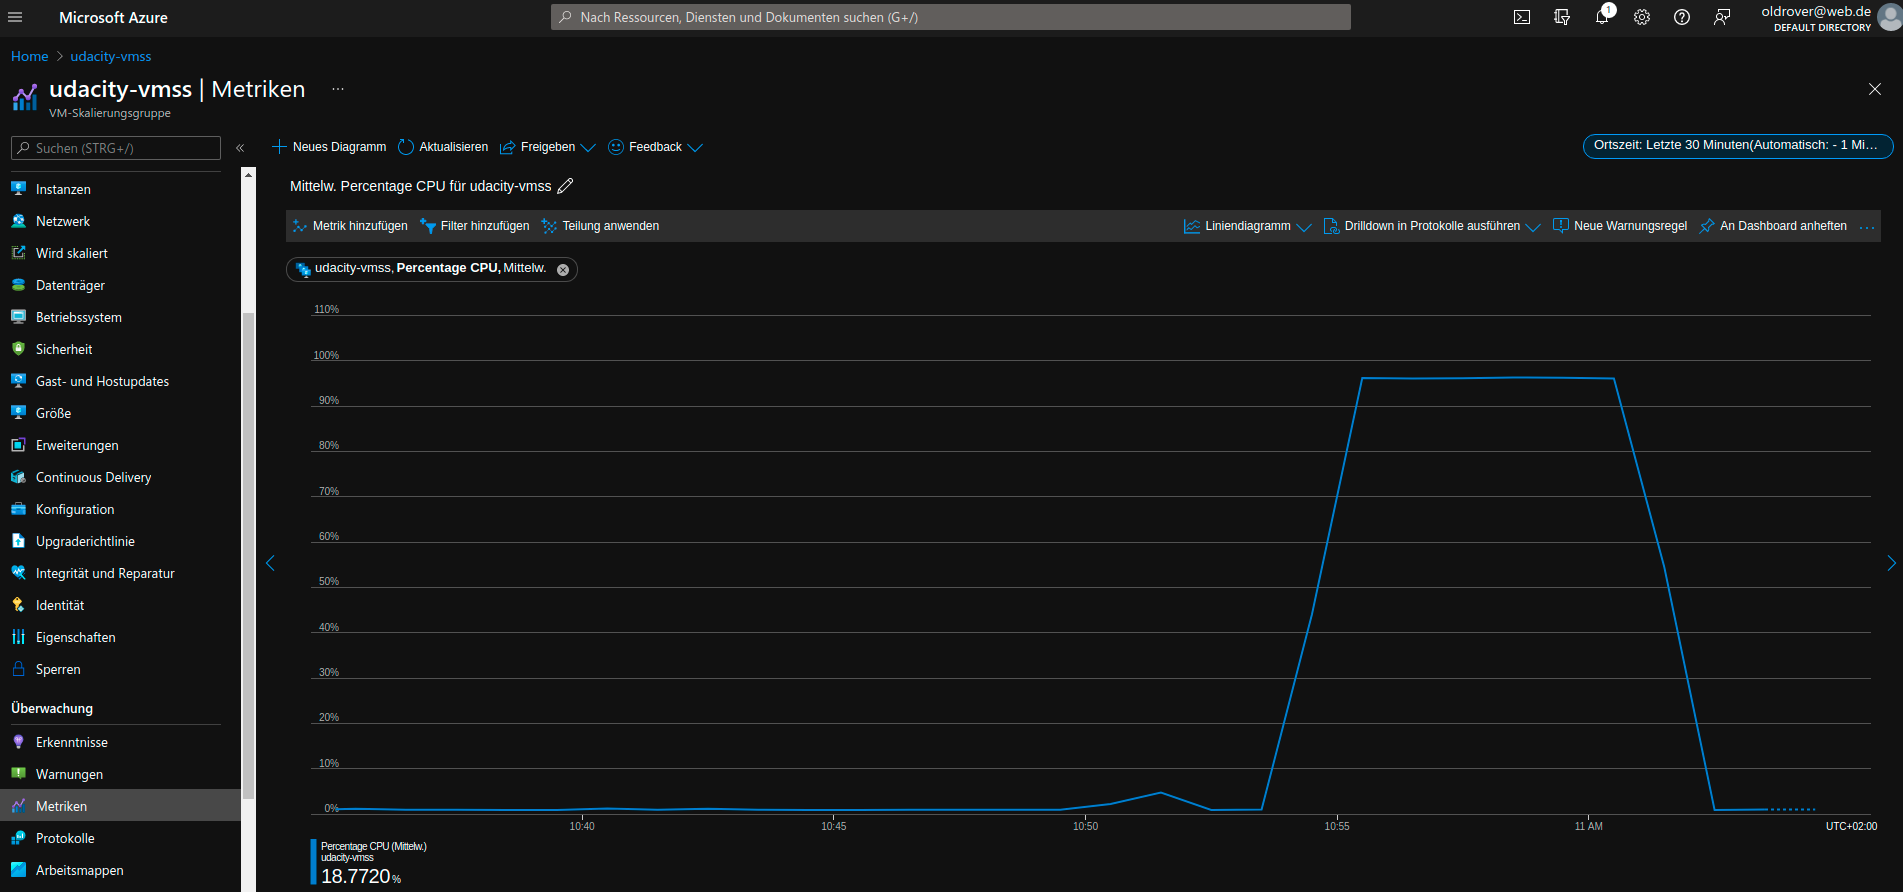 Microsoft Azure
Nach Ressourcen, Diensten und Dokumenten suchen (G+/)
1
oldrover@web.de
DEFAULT DIRECTORY
Home > udacity-vmss
udacity-vmss | Metriken ...
VM-Skalierungsgruppe
Suchen (STRG+/)
«
Neues Diagramm
Aktualisieren
Freigeben
Feedback
Ortszeit: Letzte 30 Minuten(Automatisch: - 1 Mi...
Instanzen
Netzwerk
Wird skaliert
Datenträger
Betriebssystem
Sicherheit
Gast- und Hostupdates
Größe
Erweiterungen
Continuous Delivery
Konfiguration
Upgraderichtlinie
Integrität und Reparatur
Identität
Eigenschaften
Sperren
Überwachung
Erkenntnisse
Warnungen
Metriken
Protokolle
Arbeitsmappen
Mittelw. Percentage CPU für udacity-vmss
Metrik hinzufügen
Filter hinzufügen
Teilung anwenden
Liniendiagramm
Drilldown in Protokolle ausführen
Neue Warnungsregel
An Dashboard anheften
...
udacity-vmss, Percentage CPU, Mittelw.
110%
100%
90%
80%
70%
60%
50%
40%
30%
20%
10%
0%
10:40
10:45
10:50
10:55
11 AM
UTC+02:00
Percentage CPU (Mittelw.)
udacity-vmss
18.7720 %